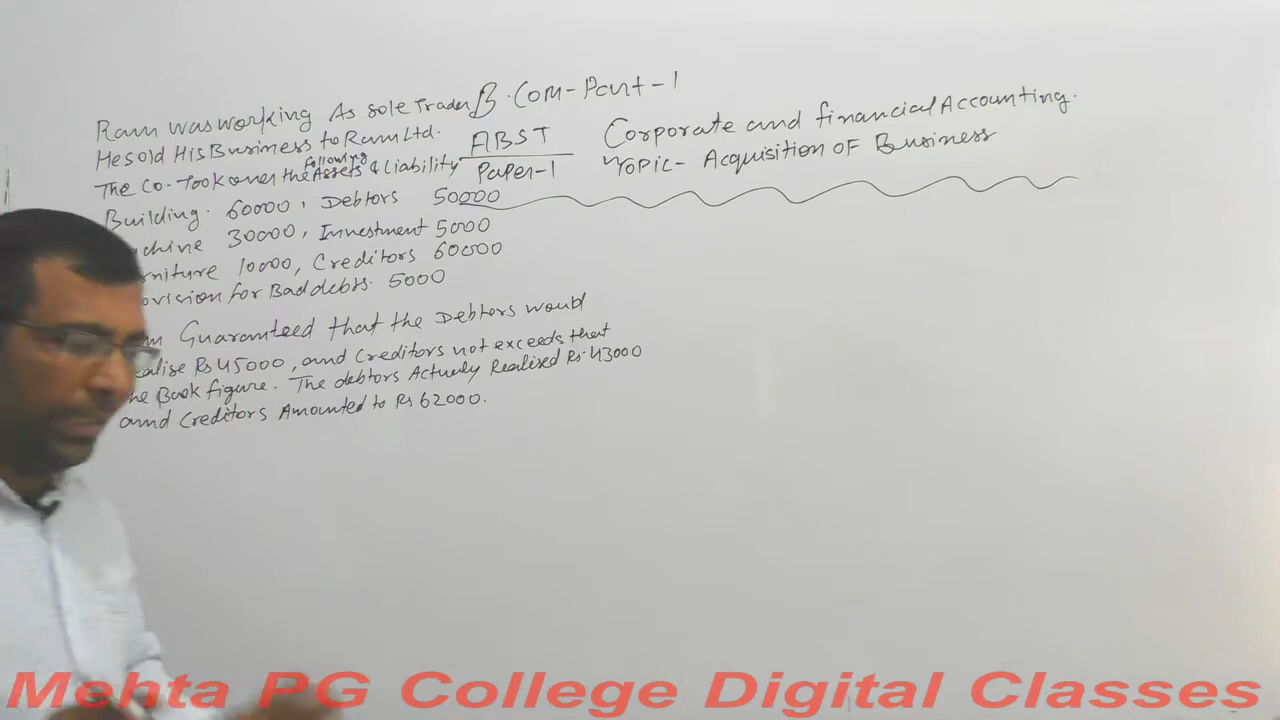 Ram was working As sole Trader
He sold His Business to Ram Ltd.
The Co. Took over the following Assets & Liability
Building. 60000, Debtors 50000
chine 30000, Investment 5000
rniture 10000, Creditors 60000
ovision for Bad debts. 5000
Guaranteed that the Debtors would
ealise Rs 45000, and Creditors not exceeds that
he Book figure. The debtors Actually Realised Rs. 43000
and Creditors Amounted to Rs 62000.
B.Com-Part-1
ABST
Paper-1
Corporate and financial Accounting.
Topic- Acquisition OF Business
Mehta PG College Digital Classes